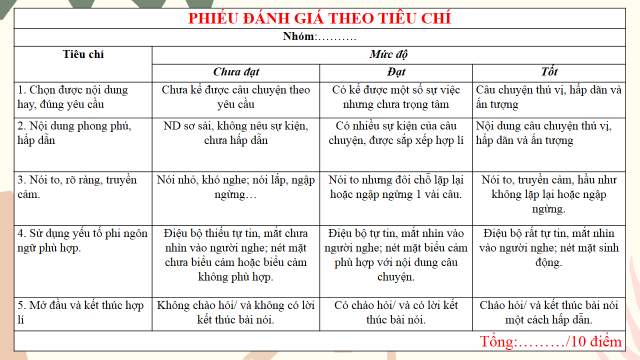 PHIẾU ĐÁNH GIÁ THEO TIÊU CHÍ
Nhóm:……….
Tiêu chí
Mức độ
Chưa đạt
Đạt
Tốt
1. Chọn được nội dung
hay, đúng yêu cầu
Chưa kể được câu chuyện theo
yêu cầu
Có kể được một số sự việc
nhưng chưa trọng tâm
Câu chuyện thú vị, hấp dẫn và
ấn tượng
2. Nội dung phong phú,
hấp dẫn
ND sơ sài, không nêu sự kiện,
chưa hấp dẫn
Có nhiều sự kiện của câu
chuyện, được sắp xếp hợp lí
Nội dung câu chuyện thú vị,
hấp dẫn và ấn tượng
3. Nói to, rõ ràng, truyền
cảm.
Nói nhỏ, khó nghe; nói lắp, ngập
ngừng…
Nói to nhưng đôi chỗ lặp lại
hoặc ngập ngừng 1 vài câu.
Nói to, truyền cảm, hầu như
không lặp lại hoặc ngập
ngừng.
4. Sử dụng yếu tố phi ngôn
ngữ phù hợp.
Điệu bộ thiếu tự tin, mắt chưa
nhìn vào người nghe; nét mặt
chưa biểu cảm hoặc biểu cảm
không phù hợp.
Điệu bộ tự tin, mắt nhìn vào
người nghe; nét mặt biểu cảm
phù hợp với nội dung câu
chuyện.
Điệu bộ rất tự tin, mắt nhìn
vào người nghe; nét mặt sinh
động.
5. Mở đầu và kết thúc hợp
lí
Không chào hỏi/ và không có lời
kết thúc bài nói.
Có chào hỏi/ và có lời kết
thúc bài nói.
Chào hỏi/ và kết thúc bài nói
một cách hấp dẫn.
Tổng:………/10 điểm